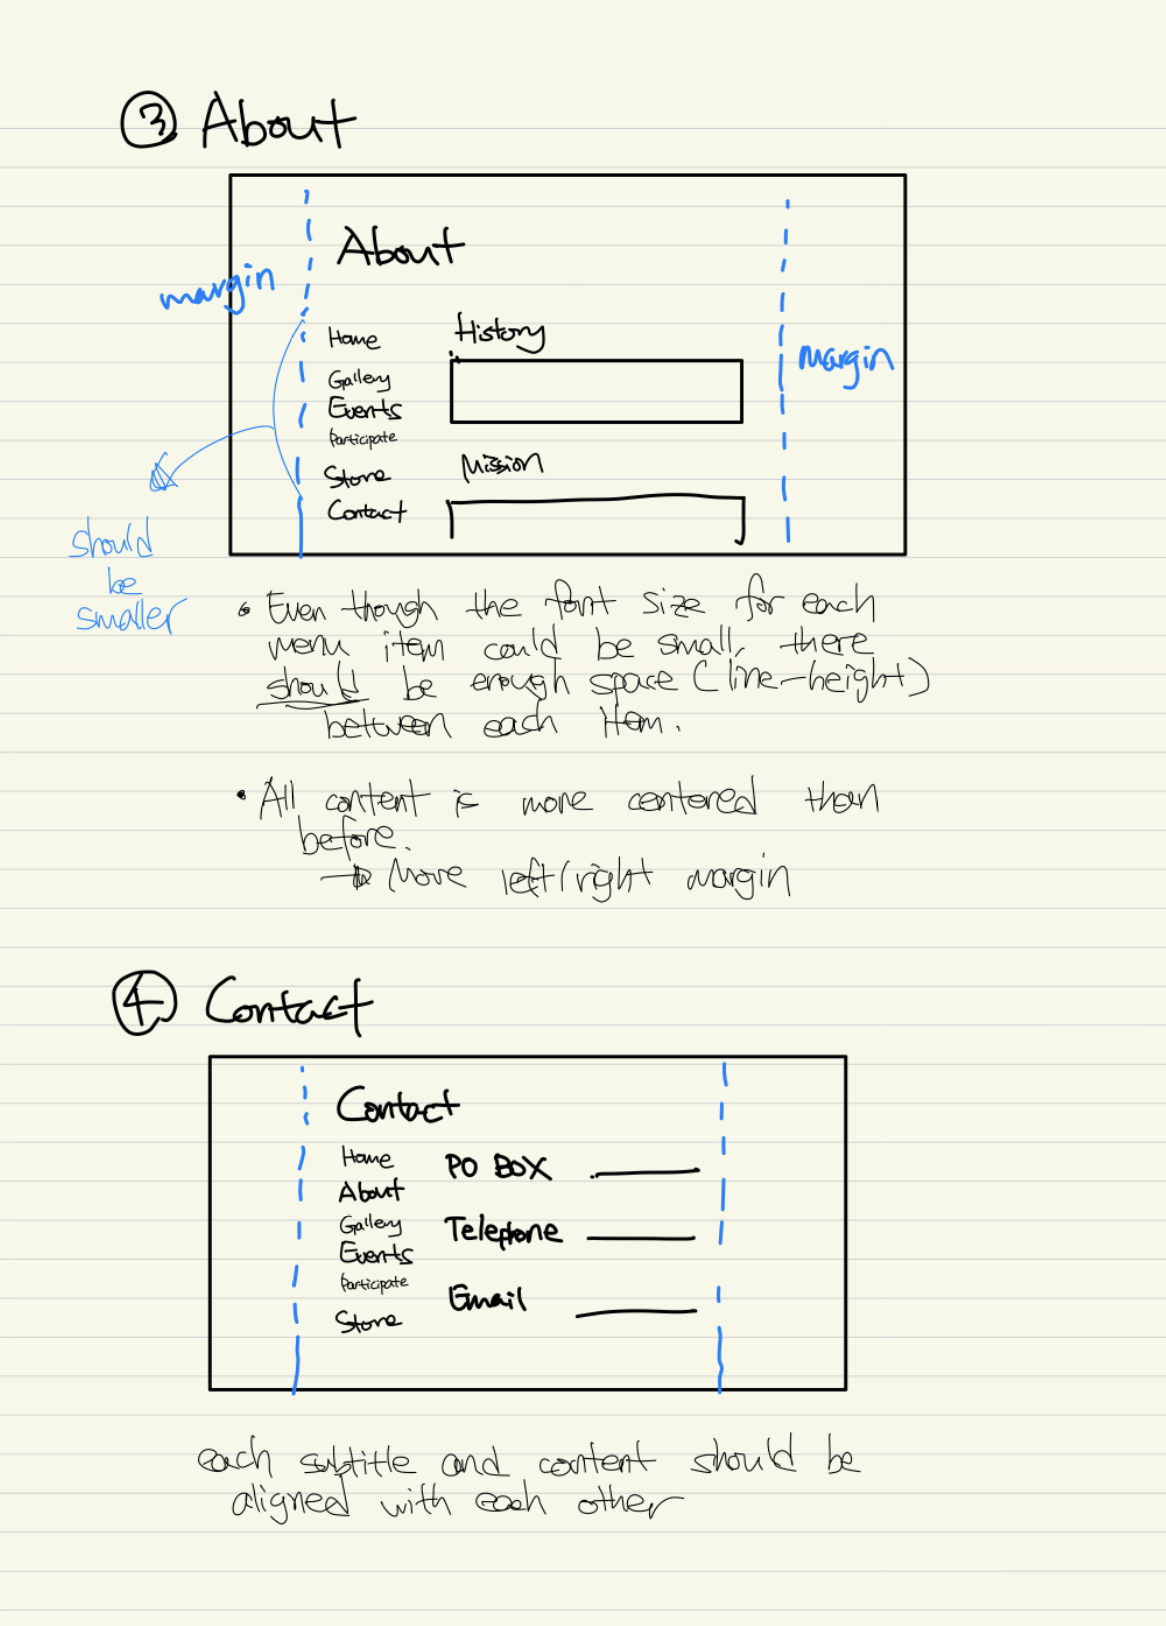 3 About
About
margin
History
Home
margin
Gallery
Events
Participate
Mission
Store
Contact
should
be
smaller
• Even though the font size for each
menu item could be small, there
should be enough space (line-height)
between each item.
• All content is more centered than
before.
→ Move left/right margin
4 Contact
Contact
Home
PO BOX
About
Gallery
Telephone
Events
Participate
Email
Store
each subtitle and content should be
aligned with each other